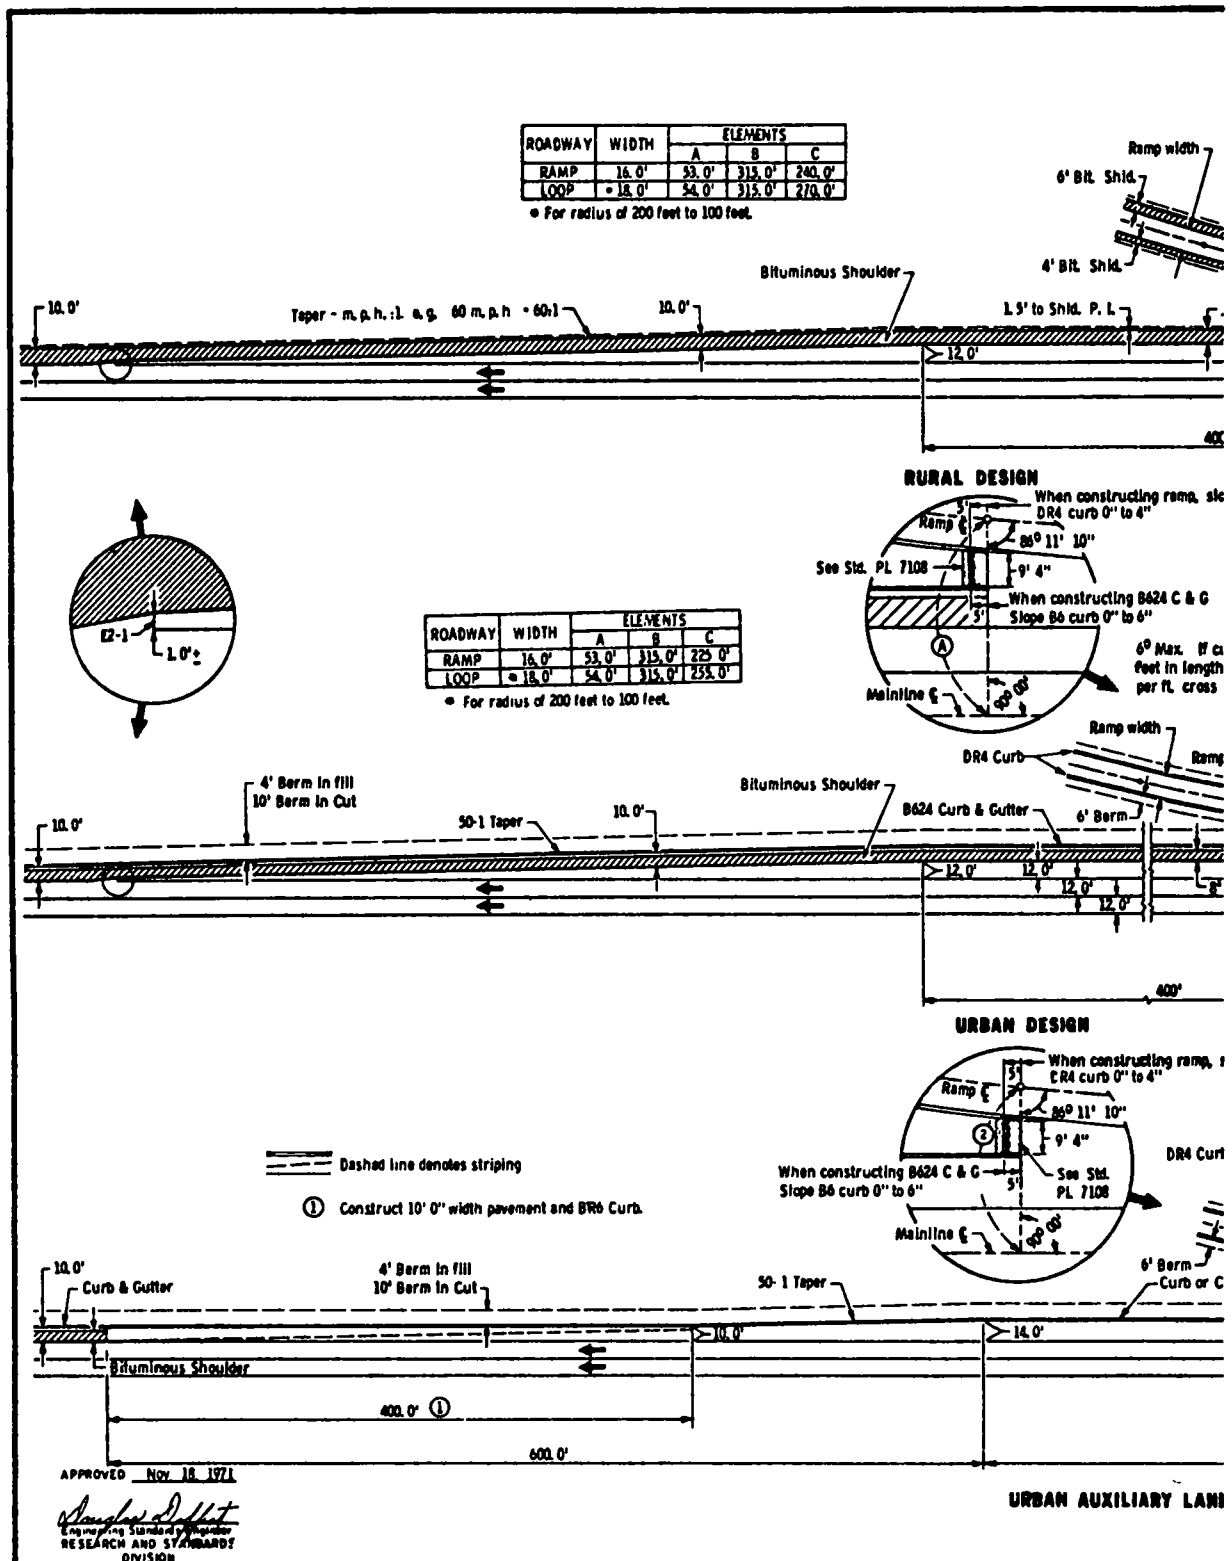 ROADWAY WIDTH ELEMENTS
A B C
RAMP 16.0' 53.0' 315.0' 240.0'
LOOP * 18.0' 54.0' 315.0' 270.0'
* For radius of 200 feet to 100 feet.
Ramp width
6' Bit. Shld.
4' Bit. Shld.
Bituminous Shoulder
10.0'
Taper - m.p.h.:1 e.g. 60 m.p.h = 60:1
10.0'
1.5' to Shld. P.I.
12.0'
400
RURAL DESIGN
When constructing ramp, slo
DR4 curb 0" to 4"
5'
Ramp ℄
86° 11' 10"
See Std. PL 7108
9' 4"
When constructing B624 C & G
Slope B6 curb 0" to 6"
5'
A
6° Max. If cu
feet in length
per ft. cross
Mainline ℄
90° 00'
E2-1
1.0' ±
ROADWAY WIDTH ELEMENTS
A B C
RAMP 16.0' 53.0' 315.0' 225.0'
LOOP * 18.0' 54.0' 315.0' 255.0'
* For radius of 200 feet to 100 feet.
Ramp width
DR4 Curb
Ramp
6' Berm
4' Berm in fill
10' Berm in Cut
Bituminous Shoulder
B624 Curb & Gutter
10.0'
50-1 Taper
10.0'
12.0'
12.0'
12.0'
12.0'
8'
400'
URBAN DESIGN
When constructing ramp, s
DR4 curb 0" to 4"
5'
Ramp ℄
86° 11' 10"
2
9' 4"
DR4 Curb
When constructing B624 C & G
Slope B6 curb 0" to 6"
5'
See Std.
PL 7108
Mainline ℄
90° 00'
Dashed line denotes striping
1 Construct 10' 0" width pavement and BR6 Curb.
6' Berm
Curb or C
10.0'
Curb & Gutter
4' Berm in fill
10' Berm in Cut
50-1 Taper
10.0'
14.0'
Bituminous Shoulder
400.0' 1
600.0'
APPROVED Nov. 18, 1971
Engineering Standards Engineer
RESEARCH AND STANDARDS
DIVISION
URBAN AUXILIARY LANE